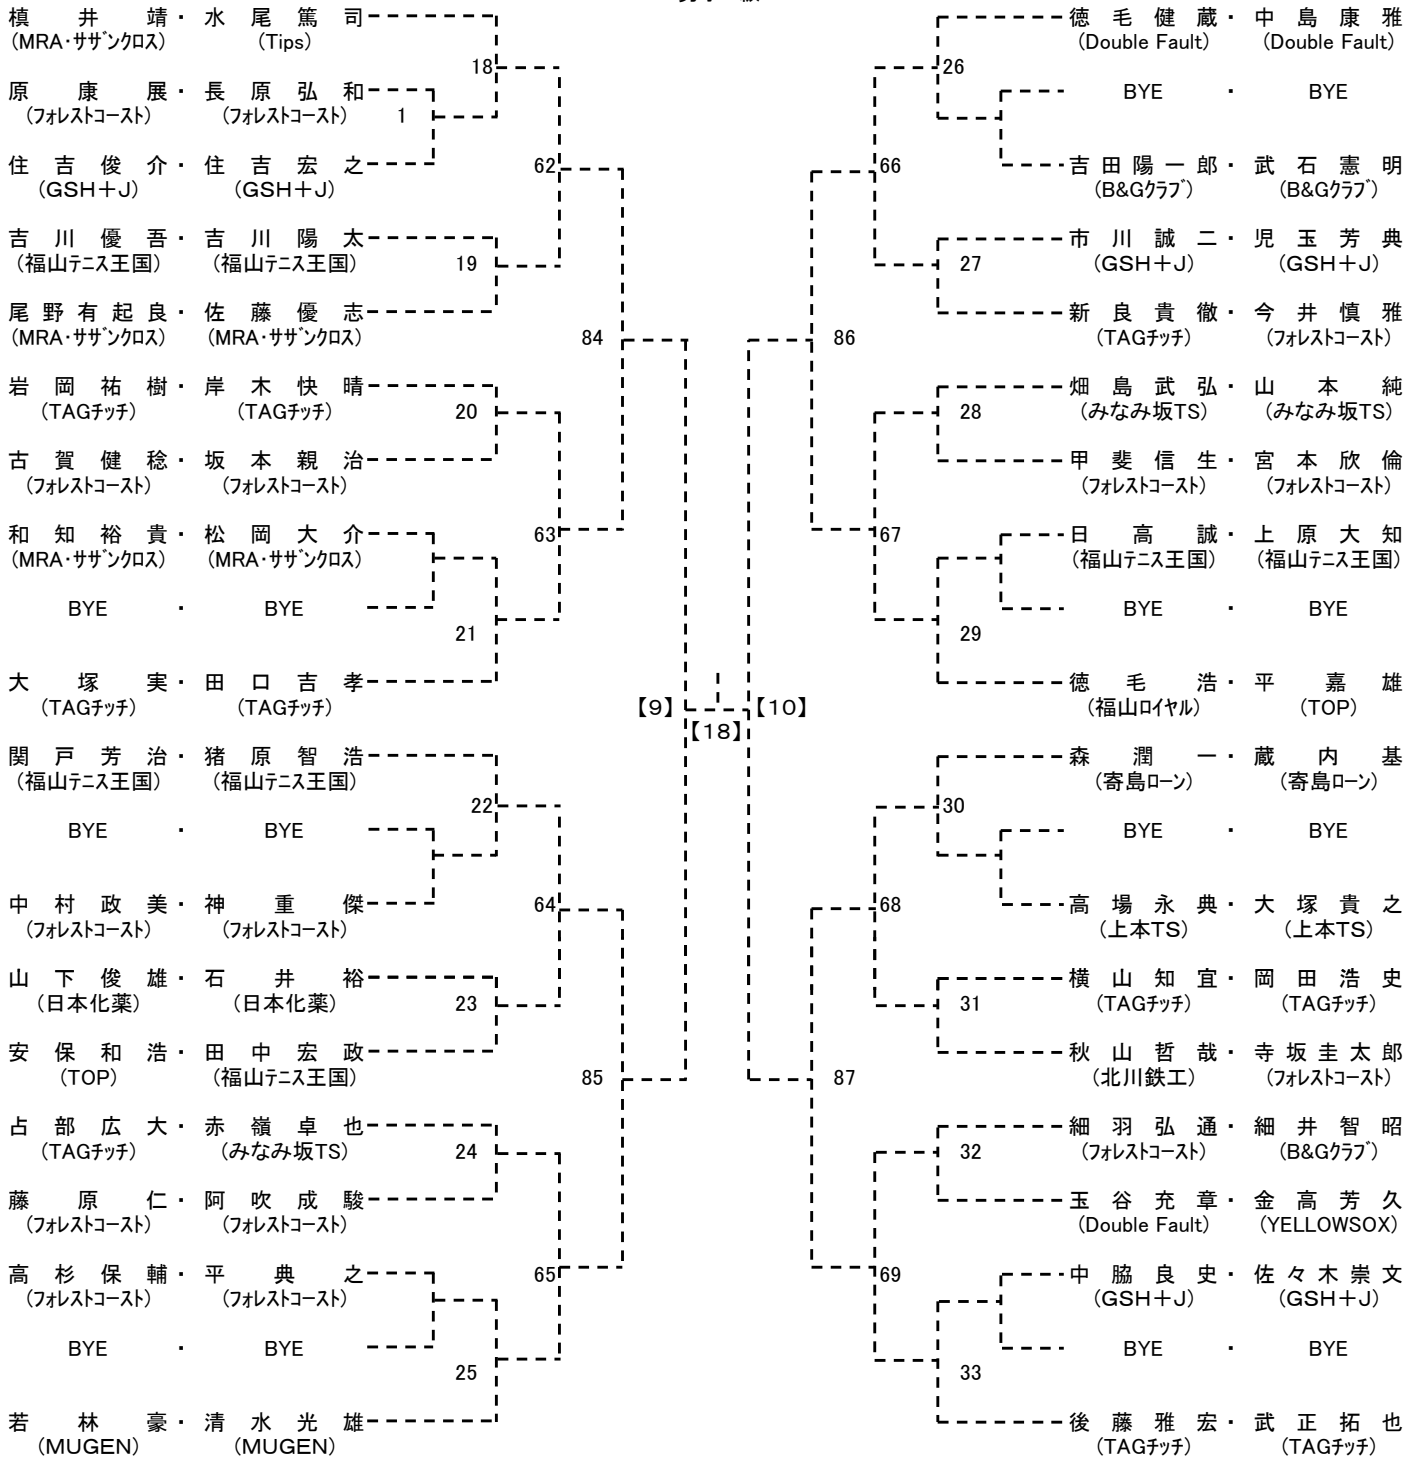 槙井靖・水尾篤司
(MRA・サザンクロス) (Tips)
18
原康展・長原弘和
(フォレストコースト) (フォレストコースト)
1
住吉俊介・住吉宏之
(GSH+J) (GSH+J)
62
吉川優吾・吉川陽太
(福山テニス王国) (福山テニス王国)
19
尾野有起良・佐藤優志
(MRA・サザンクロス) (MRA・サザンクロス)
84
岩岡祐樹・岸木快晴
(TAGチッチ) (TAGチッチ)
20
古賀健稔・坂本親治
(フォレストコースト) (フォレストコースト)
和知裕貴・松岡大介
(MRA・サザンクロス) (MRA・サザンクロス)
63
BYE ・ BYE
21
大塚実・田口吉孝
(TAGチッチ) (TAGチッチ)
関戸芳治・猪原智浩
(福山テニス王国) (福山テニス王国)
22
BYE ・ BYE
中村政美・神重傑
(フォレストコースト) (フォレストコースト)
64
山下俊雄・石井裕
(日本化薬) (日本化薬)
23
安保和浩・田中宏政
(TOP) (福山テニス王国)
85
占部広大・赤嶺卓也
(TAGチッチ) (みなみ坂TS)
24
藤原仁・阿吹成駿
(フォレストコースト) (フォレストコースト)
高杉保輔・平典之
(フォレストコースト) (フォレストコースト)
65
BYE ・ BYE
25
若林豪・清水光雄
(MUGEN) (MUGEN)
【9】 【10】
【18】
徳毛健蔵・中島康雅
(Double Fault) (Double Fault)
26
BYE ・ BYE
吉田陽一郎・武石憲明
(B&Gクラブ) (B&Gクラブ)
66
市川誠二・児玉芳典
(GSH+J) (GSH+J)
27
新良貴徹・今井慎雅
(TAGチッチ) (フォレストコースト)
86
畑島武弘・山本純
(みなみ坂TS) (みなみ坂TS)
28
甲斐信生・宮本欣倫
(フォレストコースト) (フォレストコースト)
日高誠・上原大知
(福山テニス王国) (福山テニス王国)
67
BYE ・ BYE
29
徳毛浩・平嘉雄
(福山ロイヤル) (TOP)
森潤一・蔵内基
(寄島ローン) (寄島ローン)
30
BYE ・ BYE
高場永典・大塚貴之
(上本TS) (上本TS)
68
横山知宜・岡田浩史
(TAGチッチ) (TAGチッチ)
31
秋山哲哉・寺坂圭太郎
(北川鉄工) (フォレストコースト)
87
細羽弘通・細井智昭
(フォレストコースト) (B&Gクラブ)
32
玉谷充章・金高芳久
(Double Fault) (YELLOWSOX)
中脇良史・佐々木崇文
(GSH+J) (GSH+J)
69
BYE ・ BYE
33
後藤雅宏・武正拓也
(TAGチッチ) (TAGチッチ)